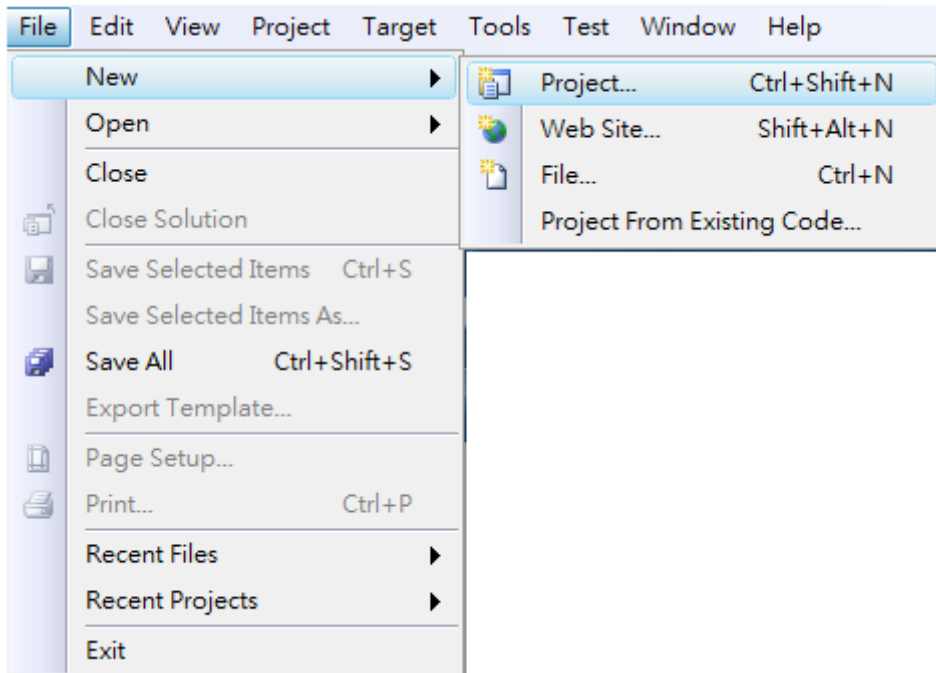 File Edit View Project Target Tools Test Window Help
New
Open
Close
Close Solution
Save Selected Items Ctrl+S
Save Selected Items As...
Save All Ctrl+Shift+S
Export Template...
Page Setup...
Print... Ctrl+P
Recent Files
Recent Projects
Exit
Project... Ctrl+Shift+N
Web Site... Shift+Alt+N
File... Ctrl+N
Project From Existing Code...